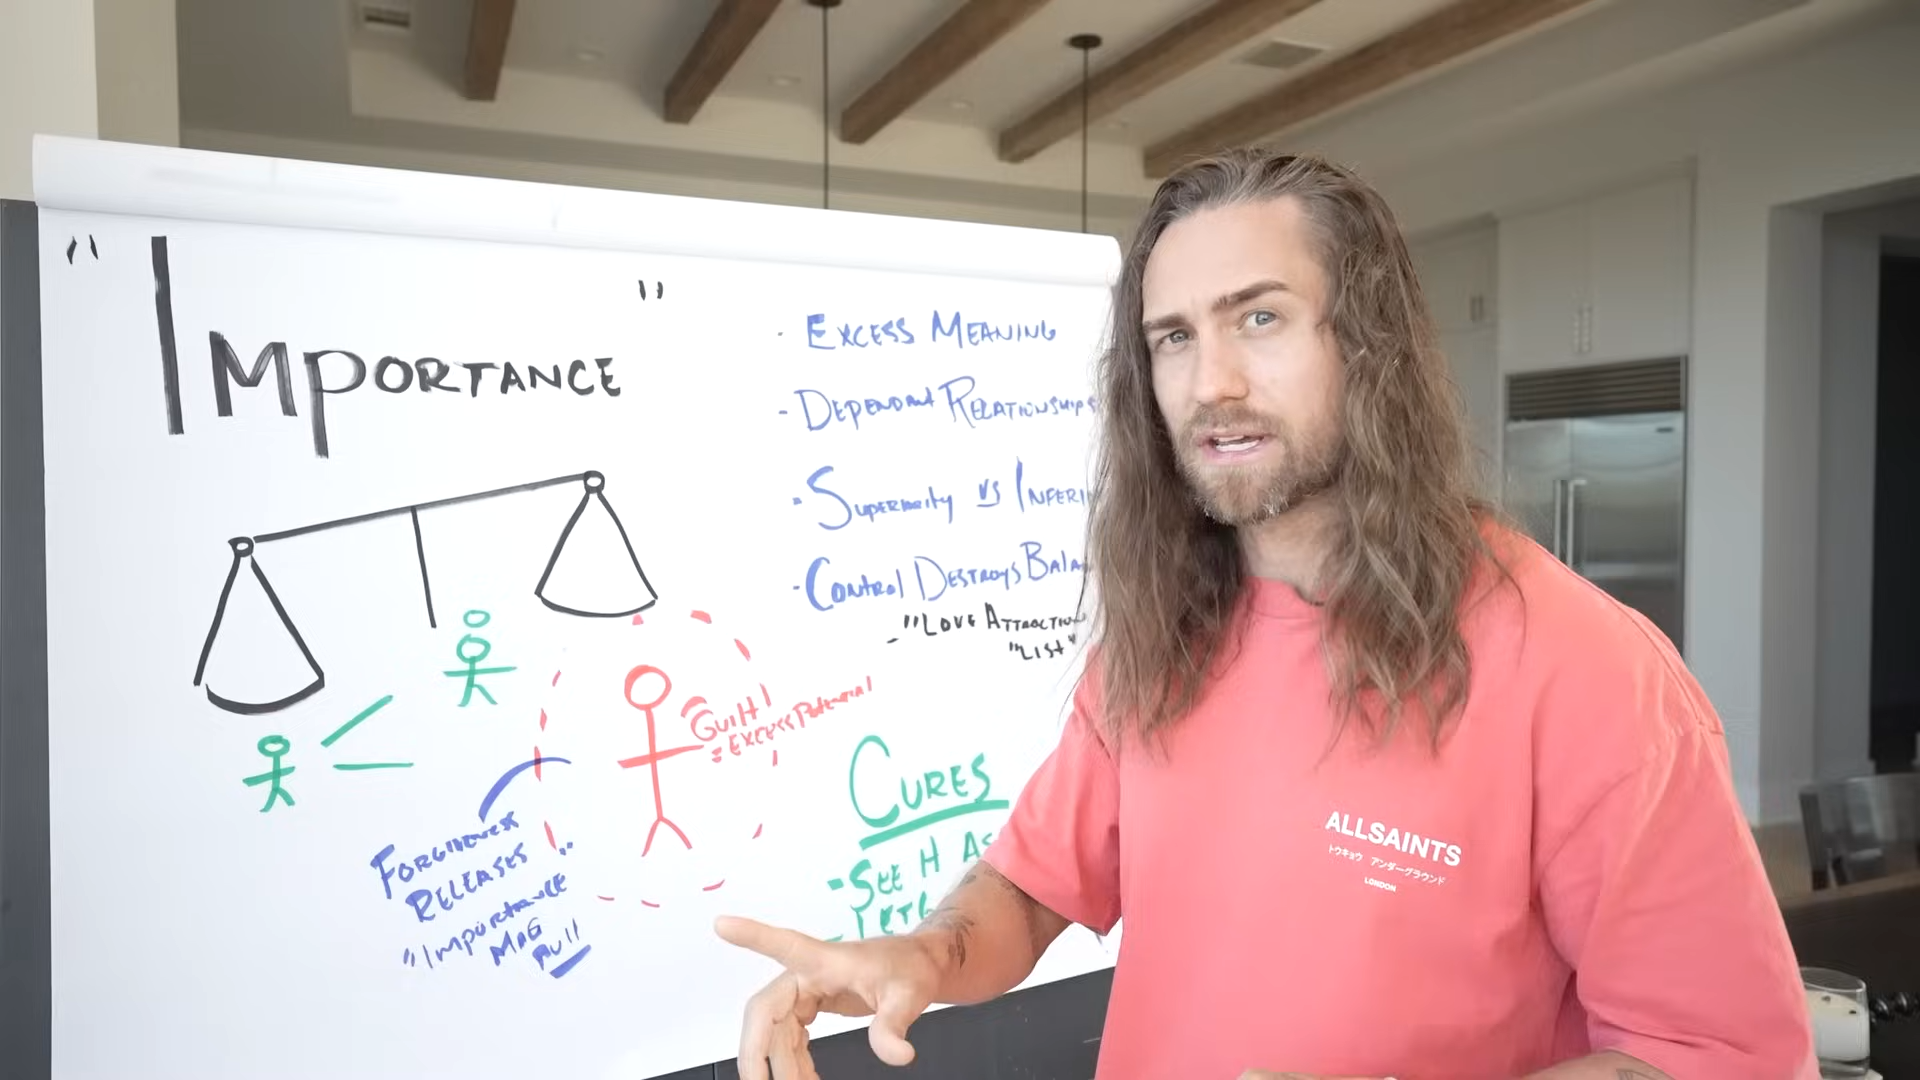 " IMPORTANCE "
- EXCESS MEANING
- DEPENDANT RELATIONSHIPS
- SUPERIORITY VS INFERI
- CONTROL DESTROYS BALA
- "LOVE ATTRACTION
"LIST"
GUILT
= EXCESS POTENTIAL
FORGIVENESS
RELEASES
"IMPORTANCE"
MAG
PULL
CURES
- SEE H AS
- LET G
ALLSAINTS
トウキョウ アンダーグラウンド
LONDON